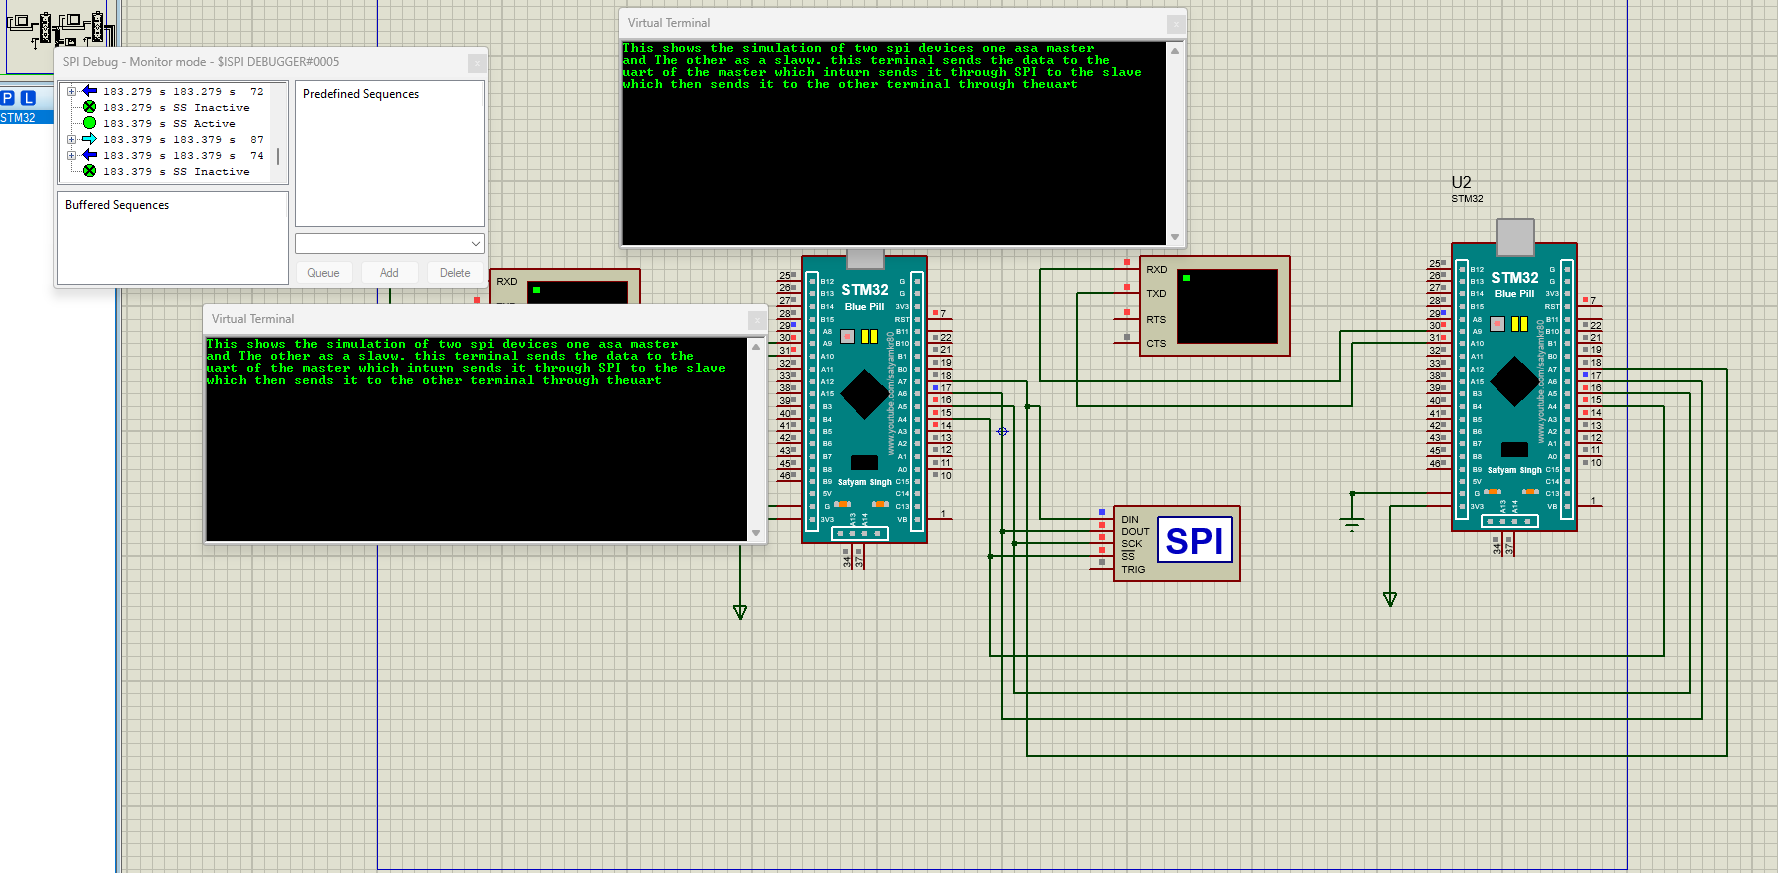 SPI Debug - Monitor mode - $ISPI DEBUGGER#0005
183.279 s 183.279 s 72
183.279 s SS Inactive
183.379 s SS Active
183.379 s 183.379 s 87
183.379 s 183.379 s 74
183.379 s SS Inactive
Predefined Sequences
Buffered Sequences
Queue
Add
Delete
P L
STM32
Virtual Terminal
This shows the simulation of two spi devices one asa master
and The other as a slavw. this terminal sends the data to the
uart of the master which inturn sends it through SPI to the slave
which then sends it to the other terminal through theuart
Virtual Terminal
This shows the simulation of two spi devices one asa master
and The other as a slavw. this terminal sends the data to the
uart of the master which inturn sends it through SPI to the slave
which then sends it to the other terminal through theuart
RXD
25
26
27
28
29
30
31
32
33
38
39
40
41
42
43
45
46
B12
B13
B14
B15
A8
A9
A10
A11
A12
A15
B3
B4
B5
B6
B7
B8
B9
5V
G
3V3
STM32
Blue Pill
www.youtube.com/satyamkr80
Satyam Singh
A13
A14
34
37
G
G
3V3
RST
B11
B10
B1
B0
A7
A6
A5
A4
A3
A2
A1
A0
C15
C14
C13
VB
7
22
21
19
18
17
16
15
14
13
12
11
10
1
RXD
TXD
RTS
CTS
DIN
DOUT
SCK
SS
TRIG
SPI
U2
STM32
25
26
27
28
29
30
31
32
33
38
39
40
41
42
43
45
46
B12
B13
B14
B15
A8
A9
A10
A11
A12
A15
B3
B4
B5
B6
B7
B8
B9
5V
G
3V3
STM32
Blue Pill
www.youtube.com/satyamkr80
Satyam Singh
A13
A14
34
37
G
G
3V3
RST
B11
B10
B1
B0
A7
A6
A5
A4
A3
A2
A1
A0
C15
C14
C13
VB
7
22
21
19
18
17
16
15
14
13
12
11
10
1